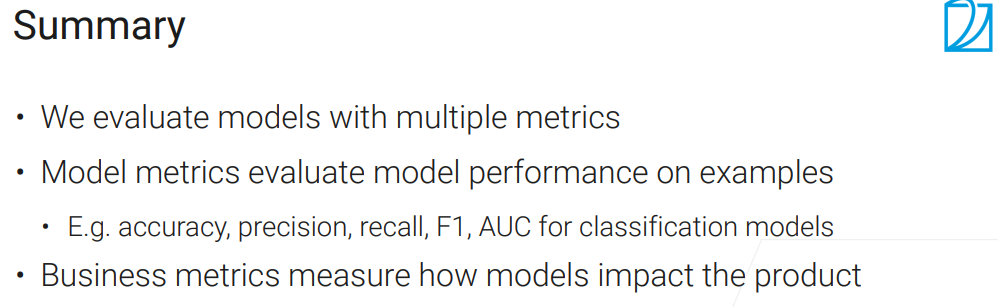 Summary
• We evaluate models with multiple metrics
• Model metrics evaluate model performance on examples
• E.g. accuracy, precision, recall, F1, AUC for classification models
• Business metrics measure how models impact the product